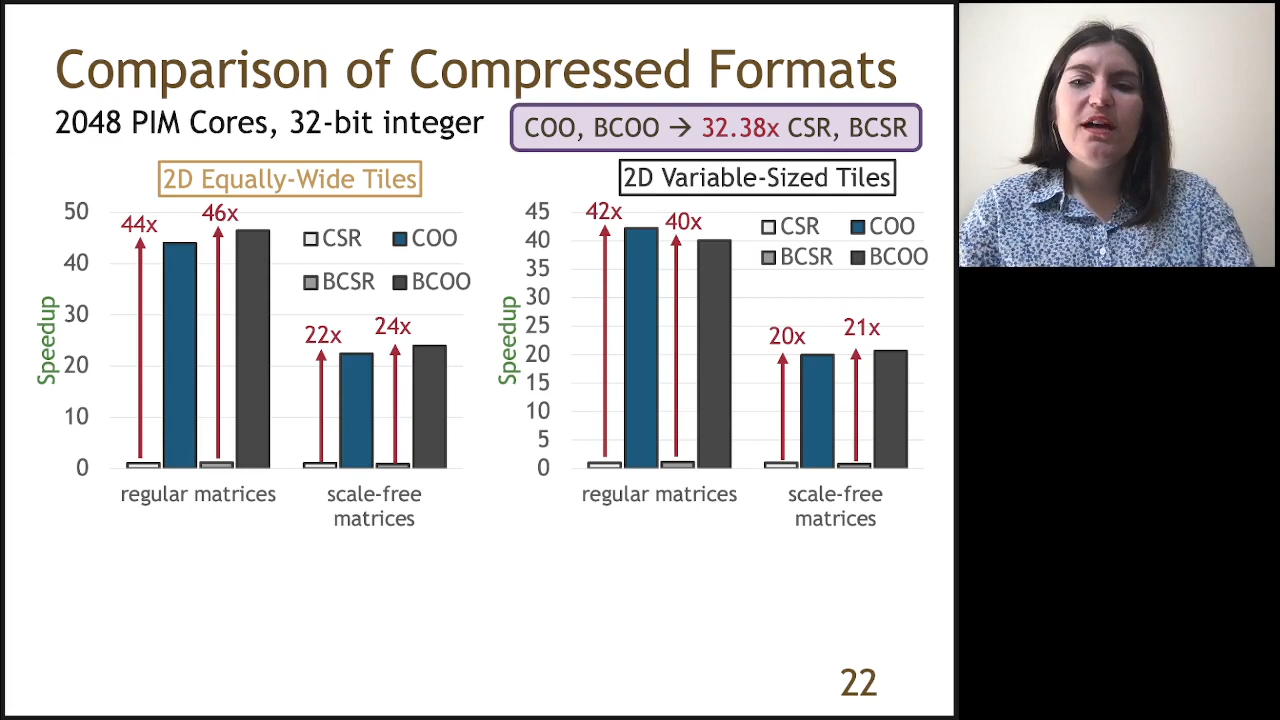 Comparison of Compressed Formats
2048 PIM Cores, 32-bit integer
COO, BCOO → 32.38x CSR, BCSR
2D Equally-Wide Tiles
50
40
30
20
10
0
Speedup
44x
46x
22x
24x
CSR
COO
BCSR
BCOO
regular matrices
scale-free
matrices
2D Variable-Sized Tiles
45
40
35
30
25
20
15
10
5
0
Speedup
42x
40x
20x
21x
CSR
COO
BCSR
BCOO
regular matrices
scale-free
matrices
22